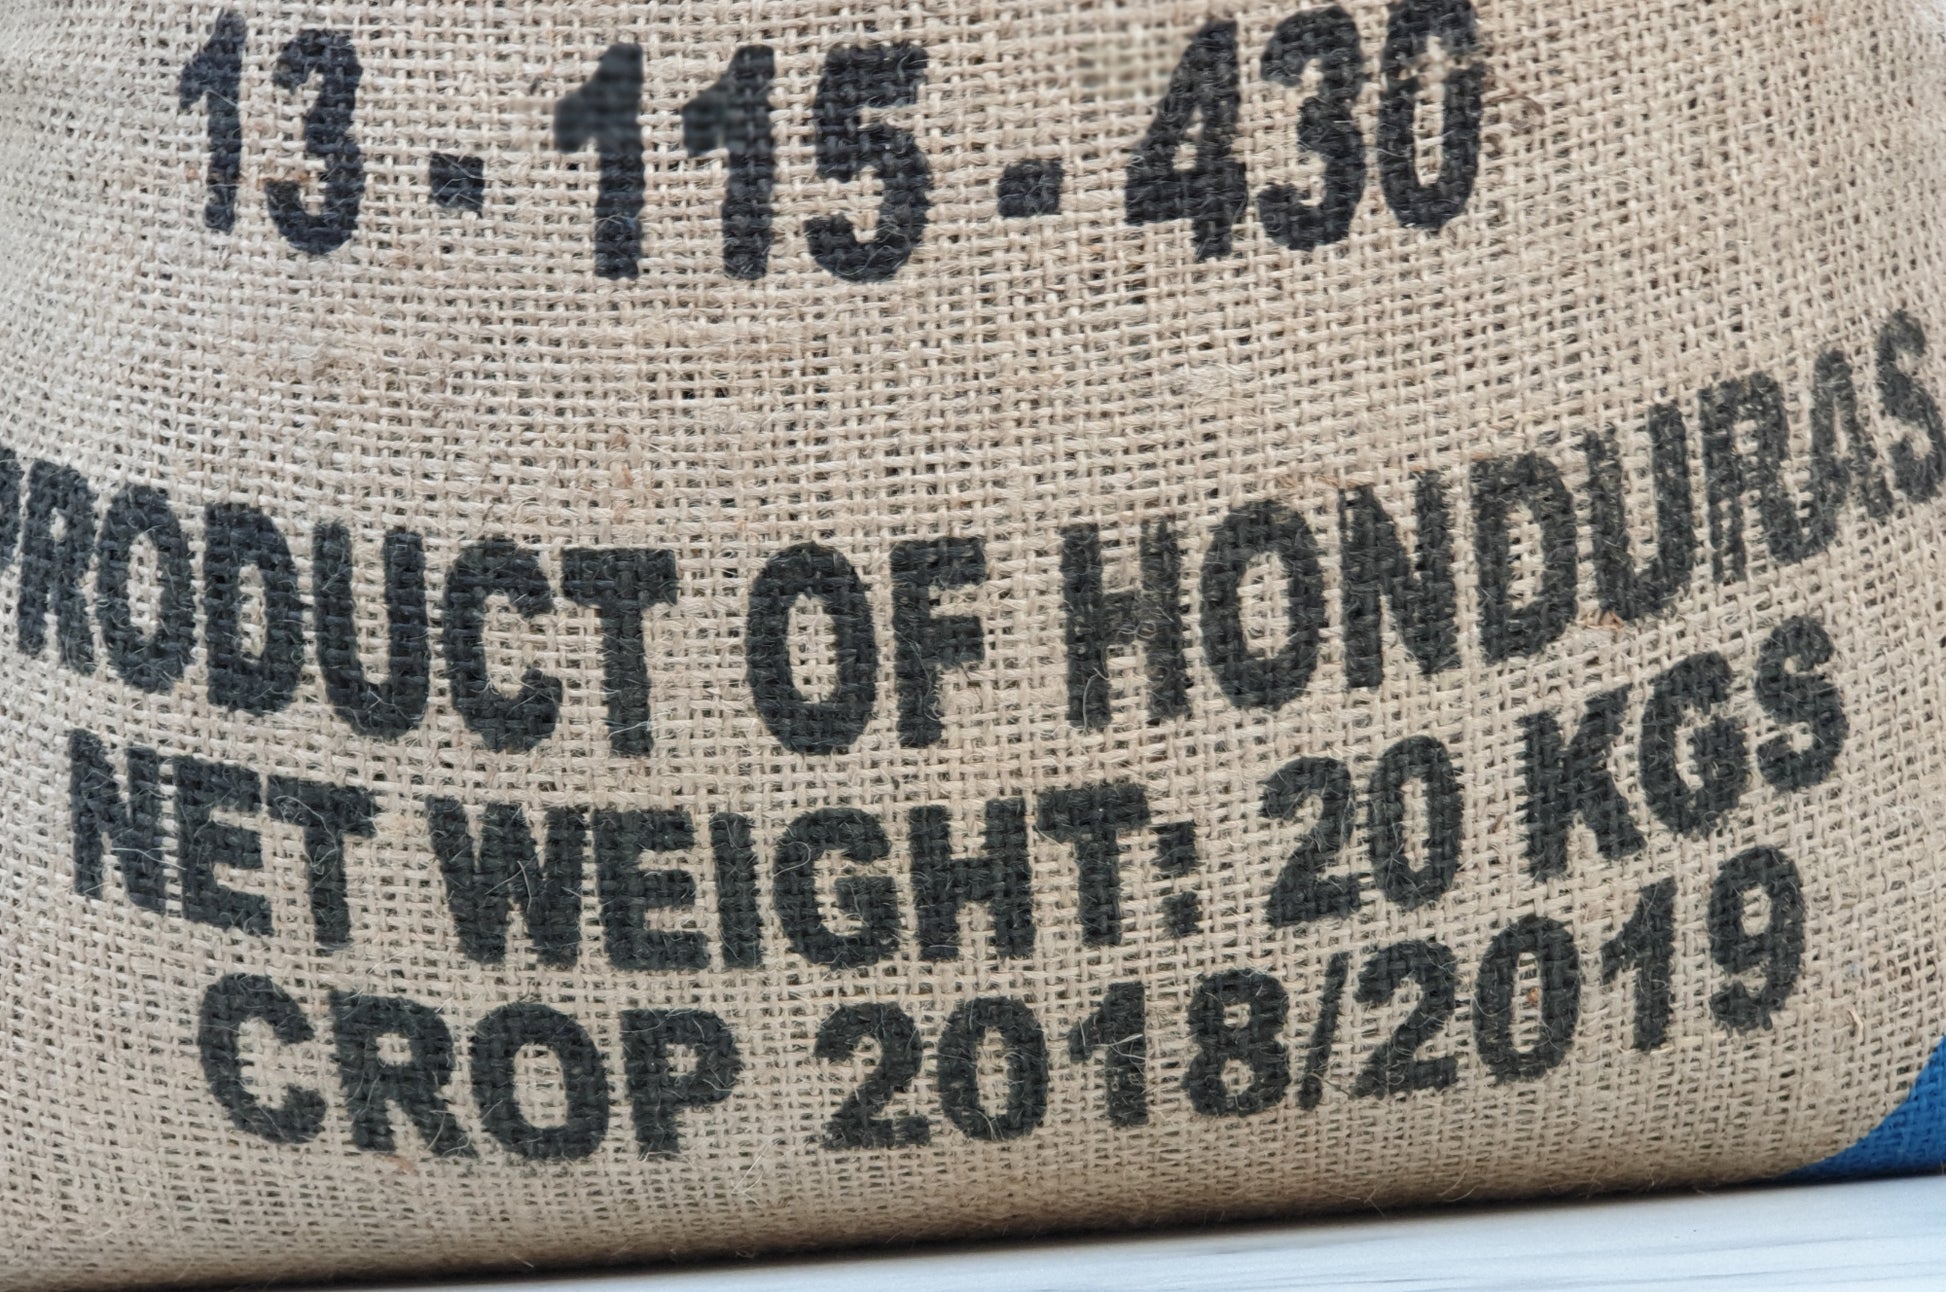 13-115-430
PRODUCT OF HONDURAS
NET WEIGHT: 20 KGS
CROP 2018/2019